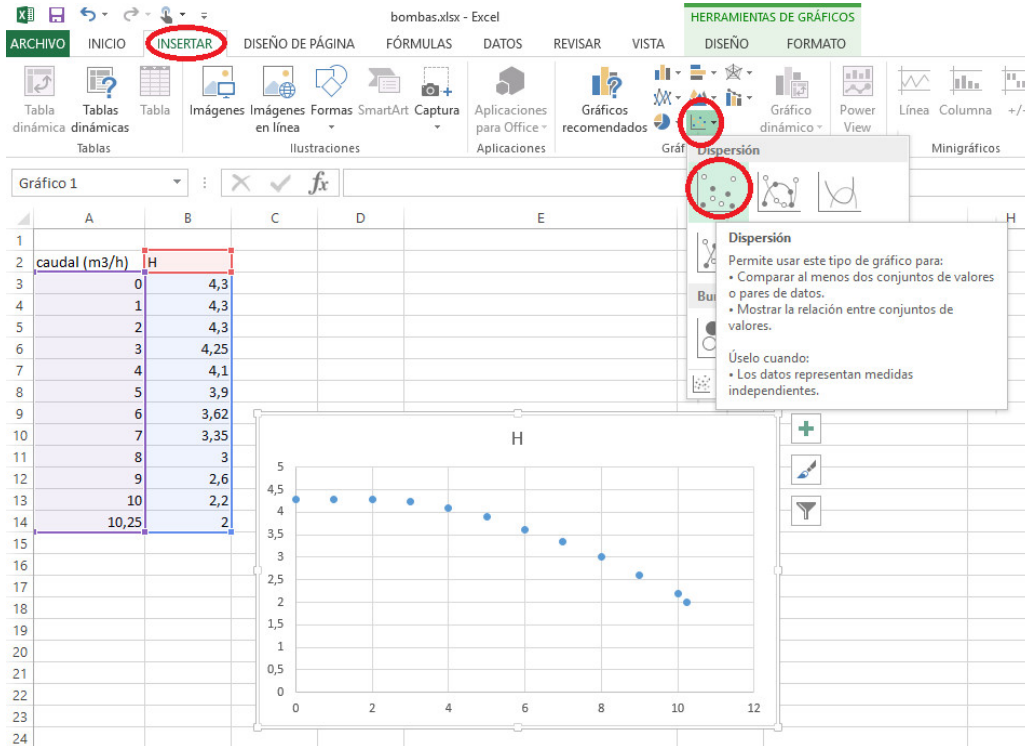 bombas.xlsx - Excel
HERRAMIENTAS DE GRÁFICOS
ARCHIVO INICIO INSERTAR DISEÑO DE PÁGINA FÓRMULAS DATOS REVISAR VISTA DISEÑO FORMATO
Tabla dinámica
Tablas dinámicas
Tabla
Imágenes
Imágenes en línea
Formas
SmartArt
Captura
Aplicaciones para Office
Gráficos recomendados
Gráfico dinámico
Power View
Línea
Columna
+/-
Tablas
Ilustraciones
Aplicaciones
Gráf
Minigráficos
Gráfico 1
fx
Dispersión
Bu
Dispersión
Permite usar este tipo de gráfico para:
• Comparar al menos dos conjuntos de valores
o pares de datos.
• Mostrar la relación entre conjuntos de
valores.
Úselo cuando:
• Los datos representan medidas
independientes.
A B C D E H
1
2 caudal (m3/h) H
3 0 4,3
4 1 4,3
5 2 4,3
6 3 4,25
7 4 4,1
8 5 3,9
9 6 3,62
10 7 3,35
11 8 3
12 9 2,6
13 10 2,2
14 10,25 2
15
16
17
18
19
20
21
22
23
24
H
5
4,5
4
3,5
3
2,5
2
1,5
1
0,5
0
0 2 4 6 8 10 12